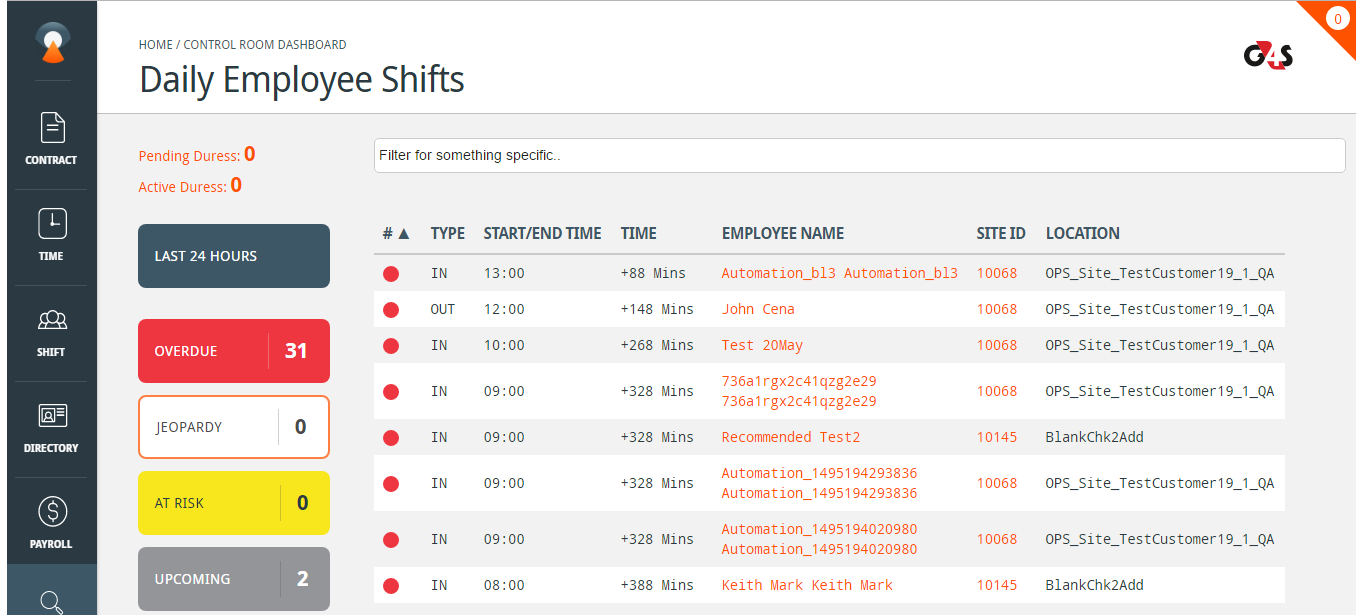 0
HOME / CONTROL ROOM DASHBOARD
G4S
Daily Employee Shifts
CONTRACT
TIME
SHIFT
DIRECTORY
$
PAYROLL
Pending Duress: 0
Active Duress: 0
LAST 24 HOURS
OVERDUE 31
JEOPARDY 0
AT RISK 0
UPCOMING 2
Filter for something specific..
# ▲ TYPE START/END TIME TIME EMPLOYEE NAME SITE ID LOCATION
IN 13:00 +88 Mins Automation_bl3 Automation_bl3 10068 OPS_Site_TestCustomer19_1_QA
OUT 12:00 +148 Mins John Cena 10068 OPS_Site_TestCustomer19_1_QA
IN 10:00 +268 Mins Test 20May 10068 OPS_Site_TestCustomer19_1_QA
736a1rgx2c41qzg2e29
IN 09:00 +328 Mins 736a1rgx2c41qzg2e29 10068 OPS_Site_TestCustomer19_1_QA
IN 09:00 +328 Mins Recommended Test2 10145 BlankChk2Add
Automation_1495194293836
IN 09:00 +328 Mins Automation_1495194293836 10068 OPS_Site_TestCustomer19_1_QA
Automation_1495194020980
IN 09:00 +328 Mins Automation_1495194020980 10068 OPS_Site_TestCustomer19_1_QA
IN 08:00 +388 Mins Keith Mark Keith Mark 10145 BlankChk2Add